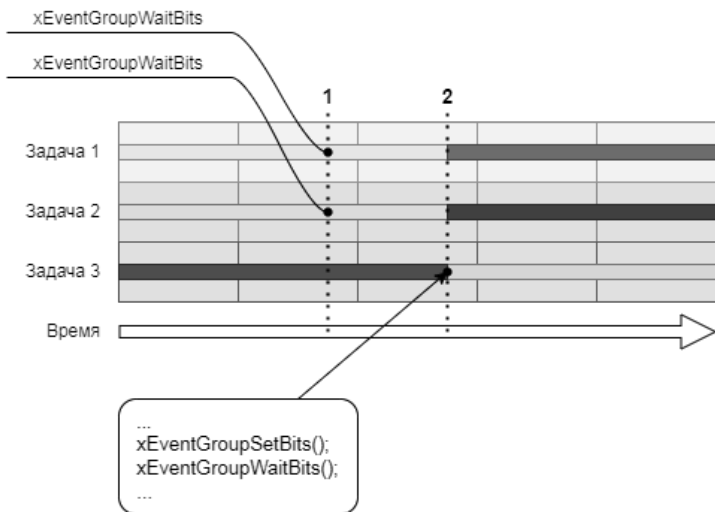 xEventGroupWaitBits
xEventGroupWaitBits
1 2
Задача 1
Задача 2
Задача 3
Время
...
xEventGroupSetBits();
xEventGroupWaitBits();
...